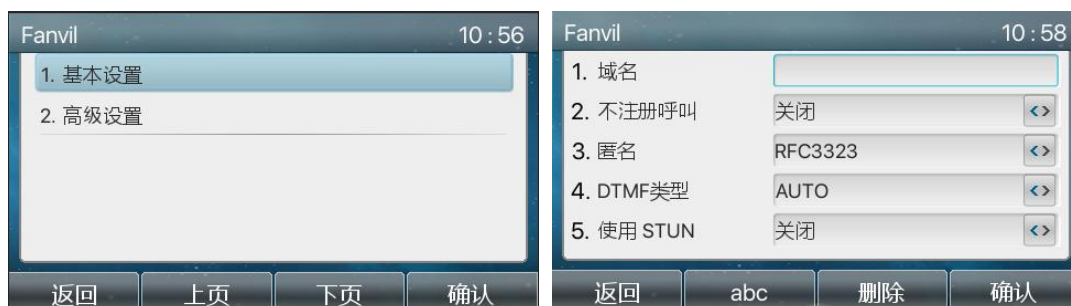 Fanvil 10:56
1. 基本设置
2. 高级设置
返回 上页 下页 确认
Fanvil 10:58
1. 域名
2. 不注册呼叫 关闭 <>
3. 匿名 RFC3323 <>
4. DTMF类型 AUTO <>
5. 使用 STUN 关闭 <>
返回 abc 删除 确认